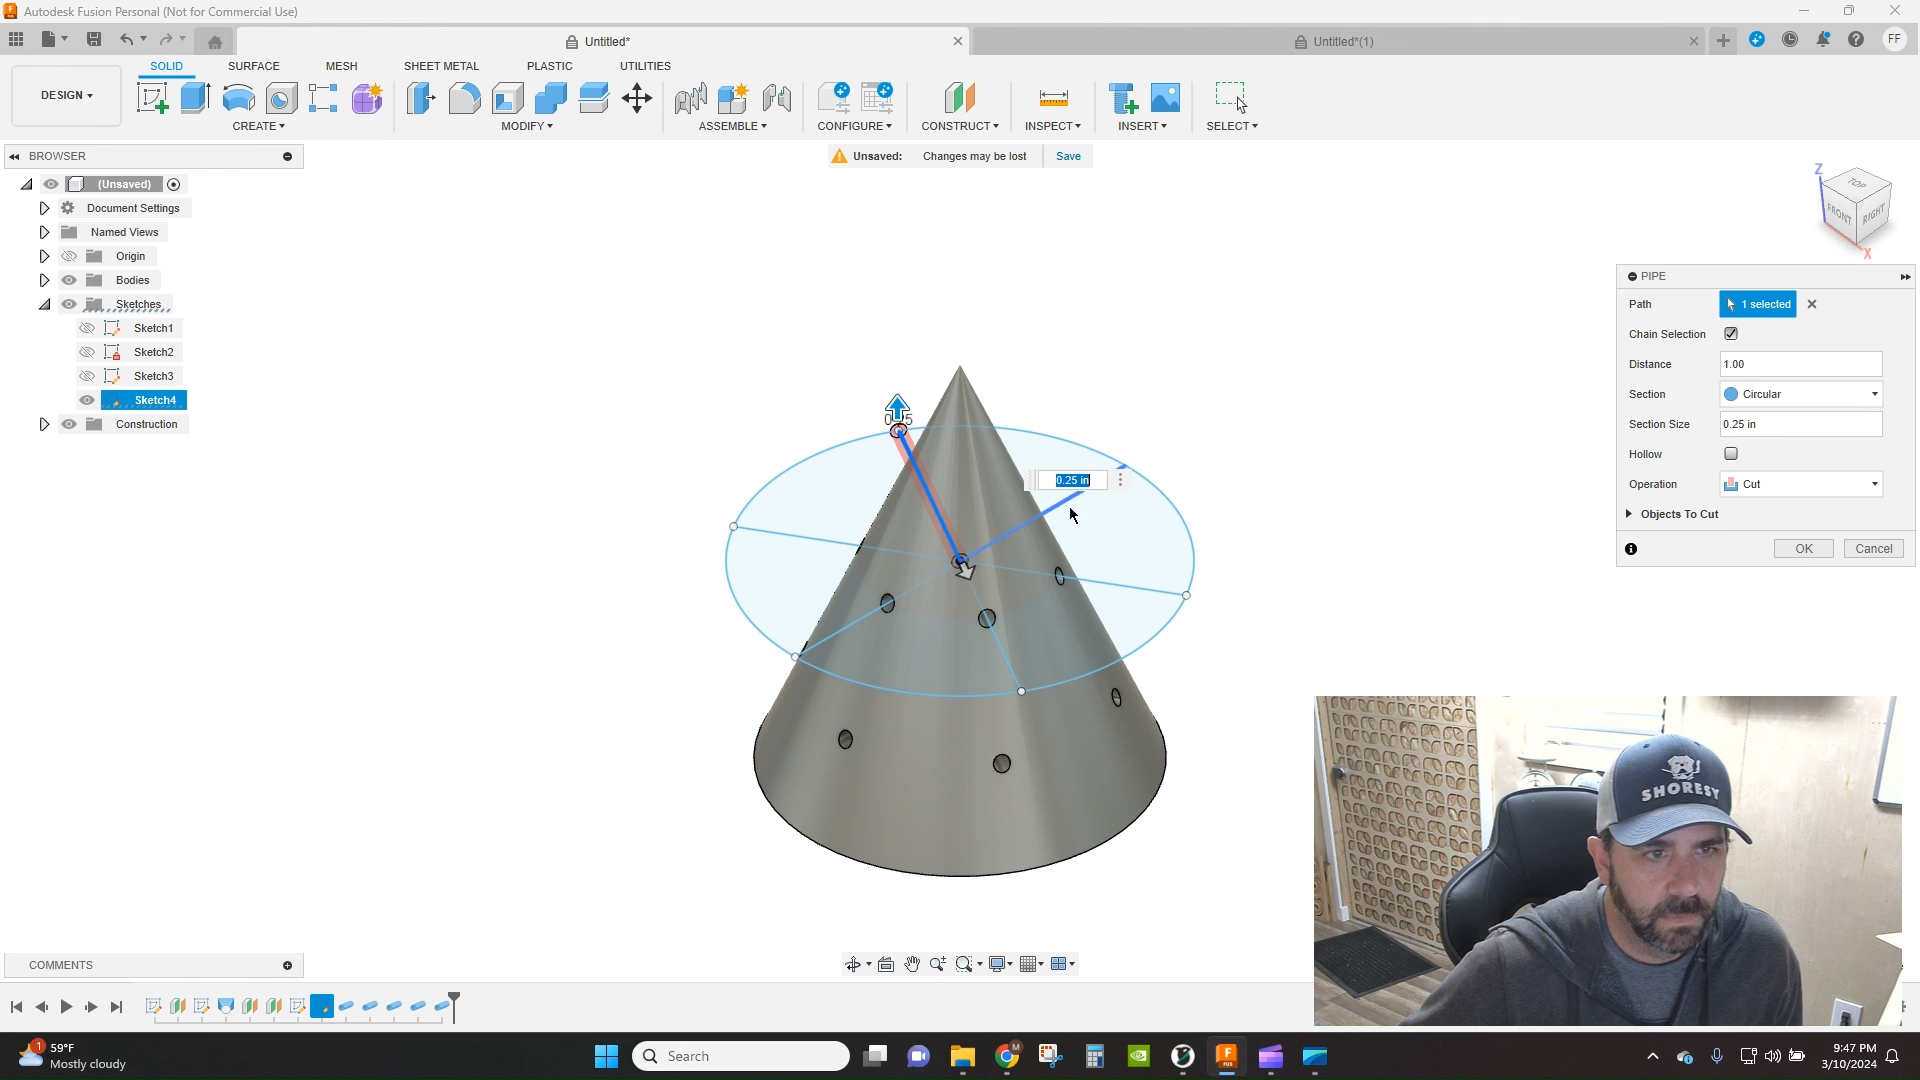 Autodesk Fusion Personal (Not for Commercial Use)
Untitled*
Untitled*(1)
FF
DESIGN
SOLID
SURFACE
MESH
SHEET METAL
PLASTIC
UTILITIES
CREATE
MODIFY
ASSEMBLE
CONFIGURE
CONSTRUCT
INSPECT
INSERT
SELECT
BROWSER
Unsaved:
Changes may be lost
Save
(Unsaved)
Document Settings
Named Views
Origin
Bodies
Sketches
Sketch1
Sketch2
Sketch3
Sketch4
Construction
Z
TOP
FRONT
RIGHT
X
PIPE
Path
1 selected
Chain Selection
Distance
1.00
Section
Circular
Section Size
0.25 in
Hollow
Operation
Cut
Objects To Cut
OK
Cancel
0.25 in
SHORESY
COMMENTS
1
59°F
Mostly cloudy
Search
M
9:47 PM
3/10/2024